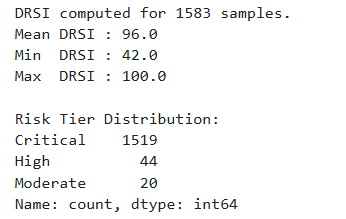 DRSI computed for 1583 samples.
Mean DRSI : 96.0
Min  DRSI : 42.0
Max  DRSI : 100.0

Risk Tier Distribution:
Critical    1519
High          44
Moderate      20
Name: count, dtype: int64